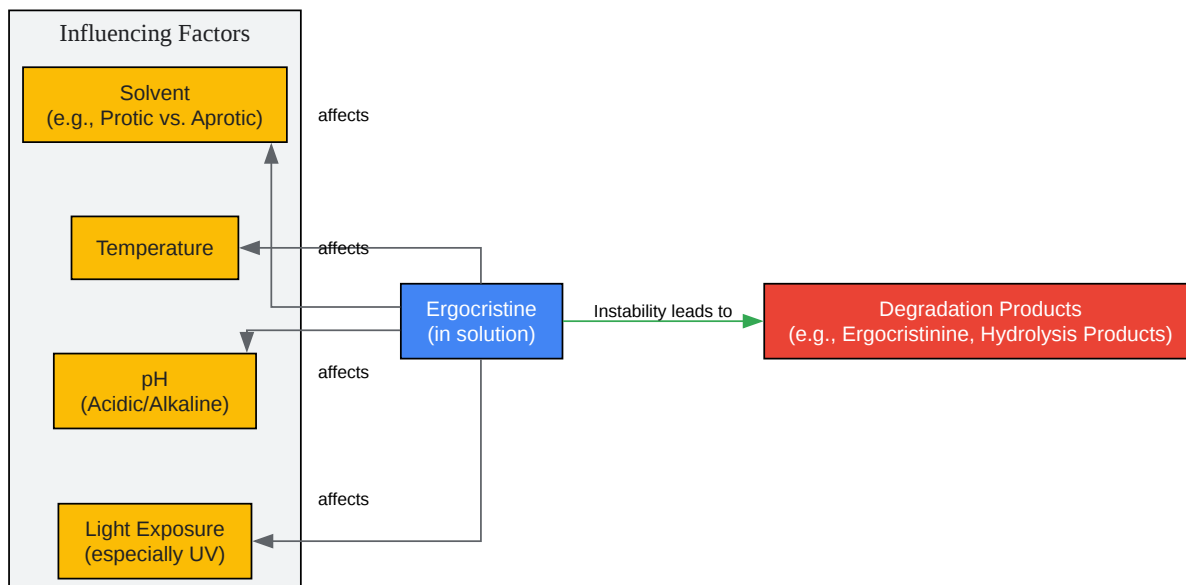 Influencing Factors
Solvent
(e.g., Protic vs. Aprotic)
affects
Temperature
affects
Ergocristine
(in solution)
Instability leads to
Degradation Products
(e.g., Ergocristinine, Hydrolysis Products)
pH
(Acidic/Alkaline)
affects
Light Exposure
(especially UV)
affects